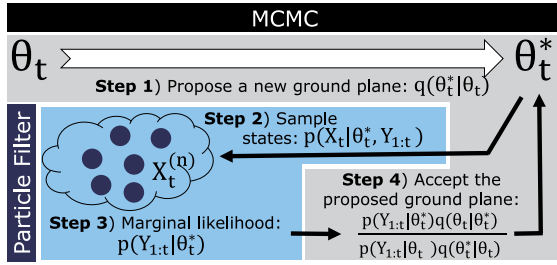 MCMC
θt θt*
Step 1) Propose a new ground plane: q(θt*|θt)
Particle Filter
Step 2) Sample
states: p(Xt|θt*, Y1:t)
Xt(n)
Step 3) Marginal likelihood:
p(Y1:t|θt*)
Step 4) Accept the
proposed ground plane:
p(Y1:t|θt*)q(θt|θt*)
p(Y1:t|θt )q(θt*|θt)